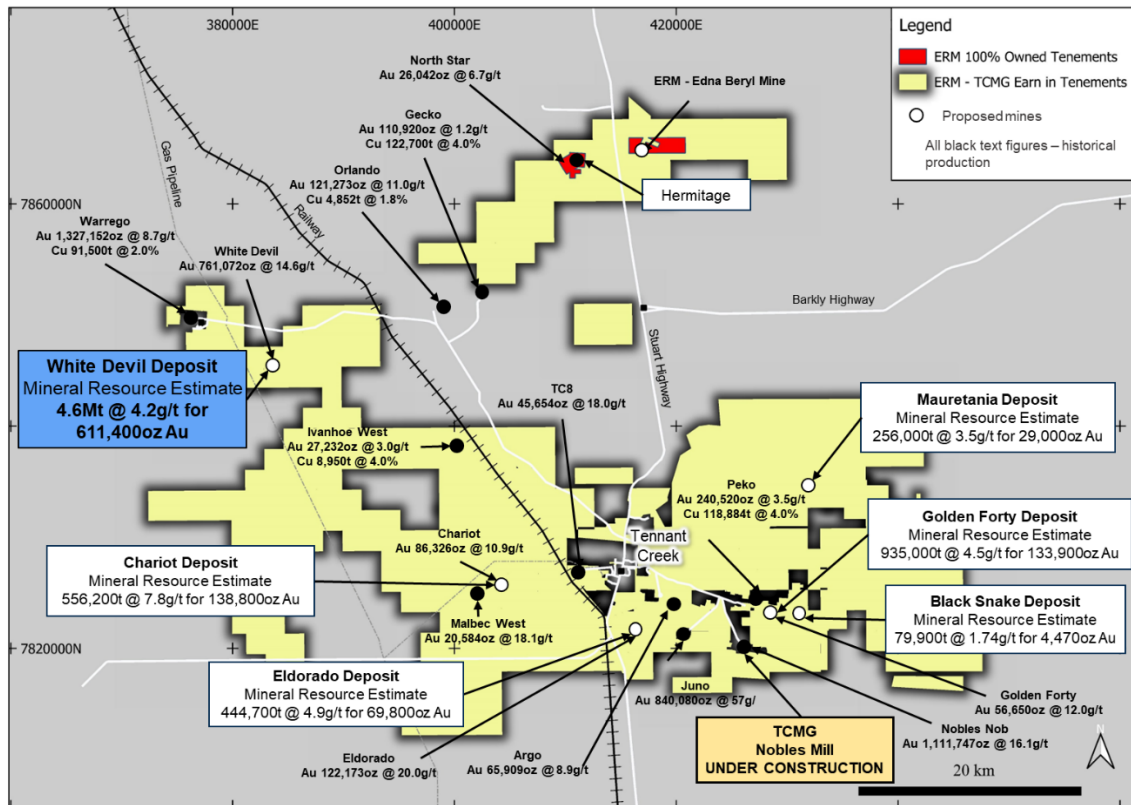 380000E
400000E
420000E
Legend
ERM 100% Owned Tenements
ERM - TCMG Earn in Tenements
Proposed mines
All black text figures – historical
production
North Star
Au 26,042oz @ 6.7g/t
ERM - Edna Beryl Mine
Gecko
Au 110,920oz @ 1.2g/t
Cu 122,700t @ 4.0%
Orlando
Au 121,273oz @ 11.0g/t
Cu 4,852t @ 1.8%
Hermitage
Gas Pipeline
Railway
7860000N
Warrego
Au 1,327,152oz @ 8.7g/t
Cu 91,500t @ 2.0%
White Devil
Au 761,072oz @ 14.6g/t
Barkly Highway
Stuart Highway
White Devil Deposit
Mineral Resource Estimate
4.6Mt @ 4.2g/t for
611,400oz Au
TC8
Au 45,654oz @ 18.0g/t
Mauretania Deposit
Mineral Resource Estimate
256,000t @ 3.5g/t for 29,000oz Au
Ivanhoe West
Au 27,232oz @ 3.0g/t
Cu 8,950t @ 4.0%
Peko
Au 240,520oz @ 3.5g/t
Cu 118,884t @ 4.0%
Golden Forty Deposit
Mineral Resource Estimate
935,000t @ 4.5g/t for 133,900oz Au
Tennant
Creek
Chariot
Au 86,326oz @ 10.9g/t
Chariot Deposit
Mineral Resource Estimate
556,200t @ 7.8g/t for 138,800oz Au
Black Snake Deposit
Mineral Resource Estimate
79,900t @ 1.74g/t for 4,470oz Au
Malbec West
Au 20,584oz @ 18.1g/t
7820000N
Eldorado Deposit
Mineral Resource Estimate
444,700t @ 4.9g/t for 69,800oz Au
Juno
Au 840,080oz @ 57g/
Golden Forty
Au 56,650oz @ 12.0g/t
TCMG
Nobles Mill
UNDER CONSTRUCTION
Nobles Nob
Au 1,111,747oz @ 16.1g/t
Eldorado
Au 122,173oz @ 20.0g/t
Argo
Au 65,909oz @ 8.9g/t
N
20 km